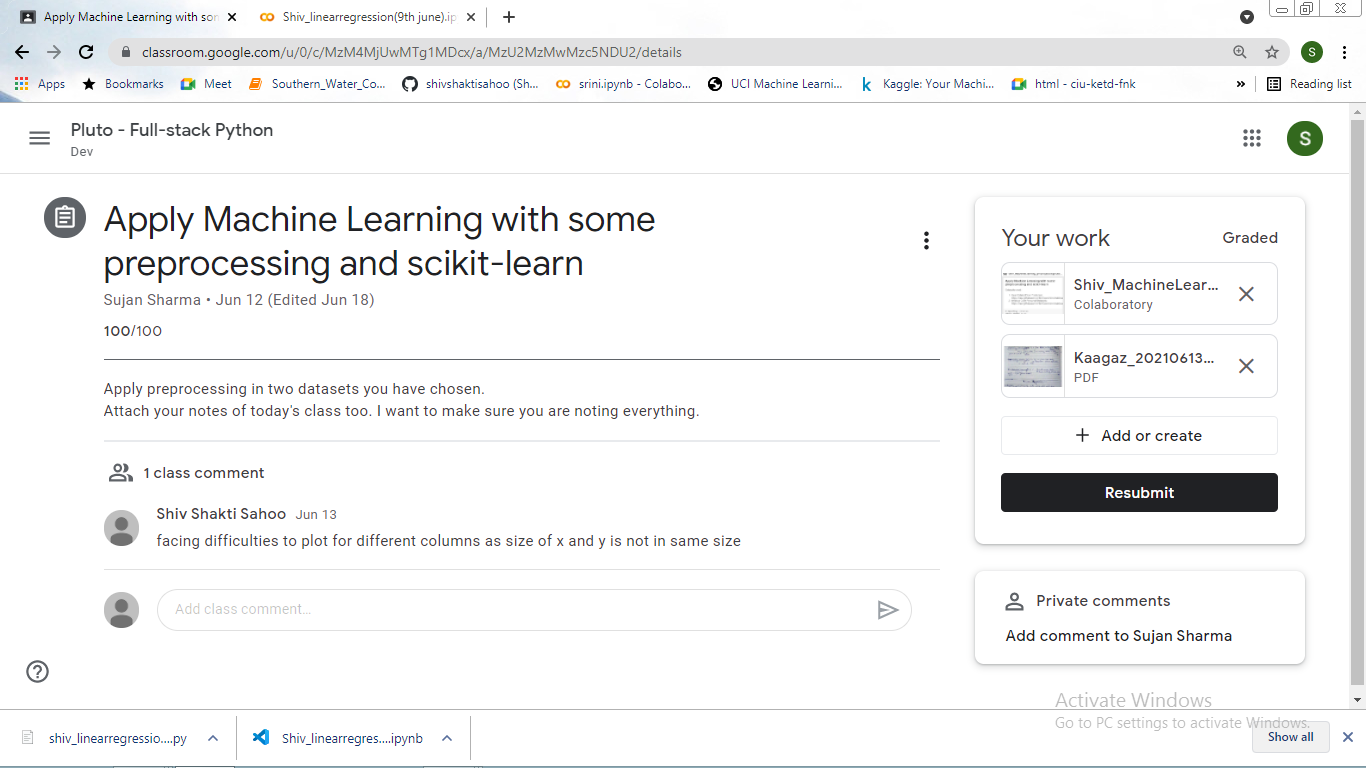 Apply Machine Learning with som
Shiv_linearregression(9th june).ip
classroom.google.com/u/0/c/MzM4MjUwMTg1MDcx/a/MzU2MzMwMzc5NDU2/details
S
Apps
Bookmarks
Meet
Southern_Water_Co...
shivshaktisahoo (Sh...
srini.ipynb - Colabo...
UCI Machine Learni...
Kaggle: Your Machi...
html - ciu-ketd-fnk
»
Reading list
Pluto - Full-stack Python
Dev
S
Apply Machine Learning with some
preprocessing and scikit-learn
Sujan Sharma • Jun 12 (Edited Jun 18)
100/100
Apply preprocessing in two datasets you have chosen.
Attach your notes of today's class too. I want to make sure you are noting everything.
1 class comment
Shiv Shakti Sahoo Jun 13
facing difficulties to plot for different columns as size of x and y is not in same size
Add class comment...
Your work
Graded
Shiv_MachineLear...
Colaboratory
Kaagaz_20210613...
PDF
+ Add or create
Resubmit
Private comments
Add comment to Sujan Sharma
Activate Windows
Go to PC settings to activate Windows.
shiv_linearregressio....py
Shiv_linearregres....ipynb
Show all